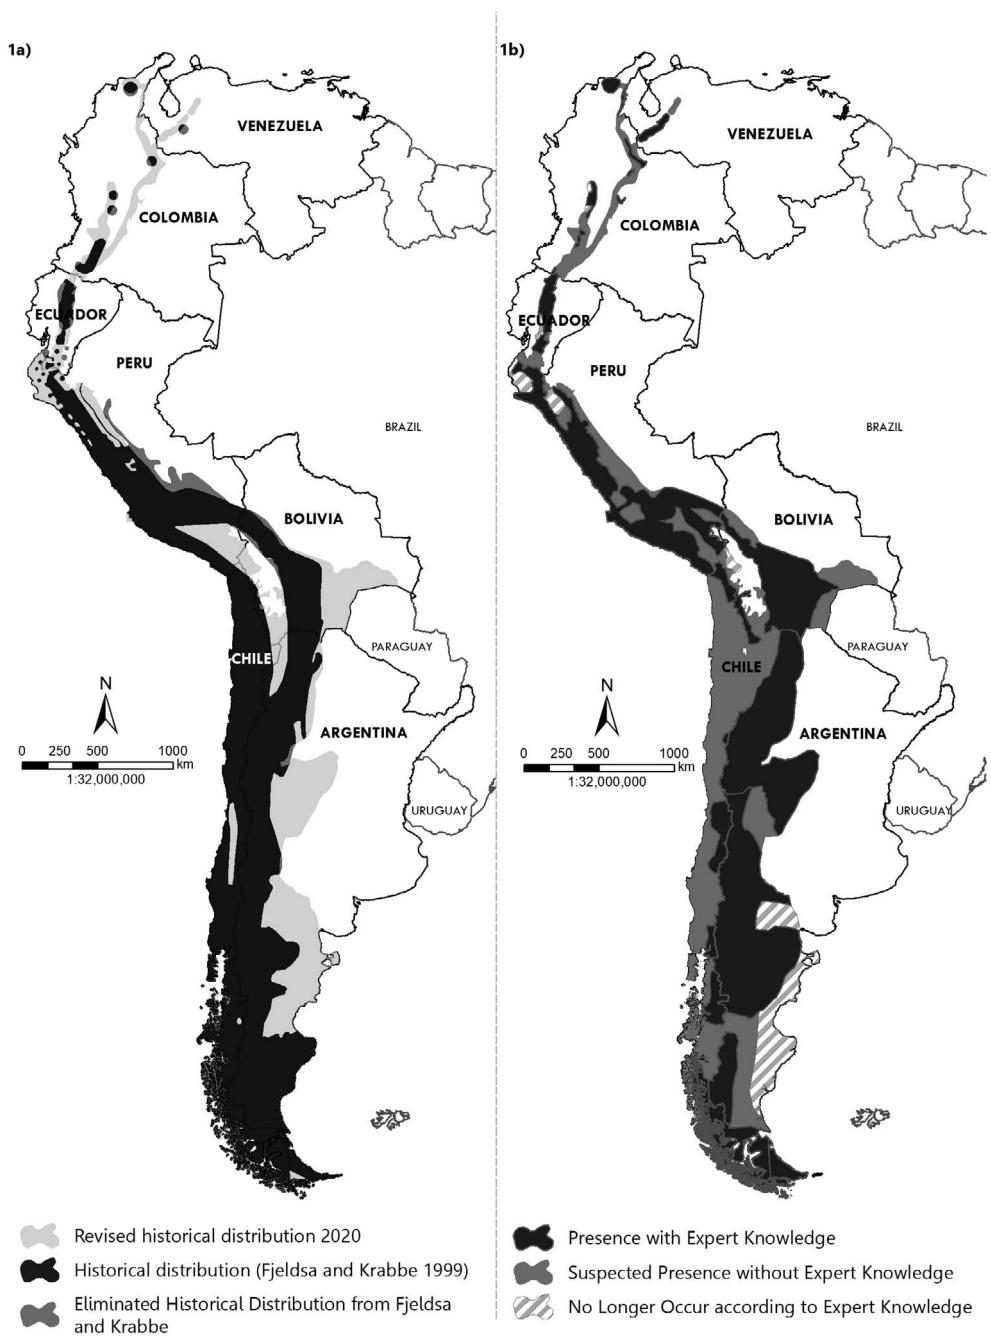 1a)
VENEZUELA
COLOMBIA
ECUADOR
PERU
BRAZIL
BOLIVIA
PARAGUAY
CHILE
N
ARGENTINA
0 250 500 1000
km
1:32,000,000
URUGUAY
Revised historical distribution 2020
Historical distribution (Fjeldsa and Krabbe 1999)
Eliminated Historical Distribution from Fjeldsa
and Krabbe
1b)
VENEZUELA
COLOMBIA
ECUADOR
PERU
BRAZIL
BOLIVIA
PARAGUAY
CHILE
N
ARGENTINA
0 250 500 1000
km
1:32,000,000
URUGUAY
Presence with Expert Knowledge
Suspected Presence without Expert Knowledge
No Longer Occur according to Expert Knowledge